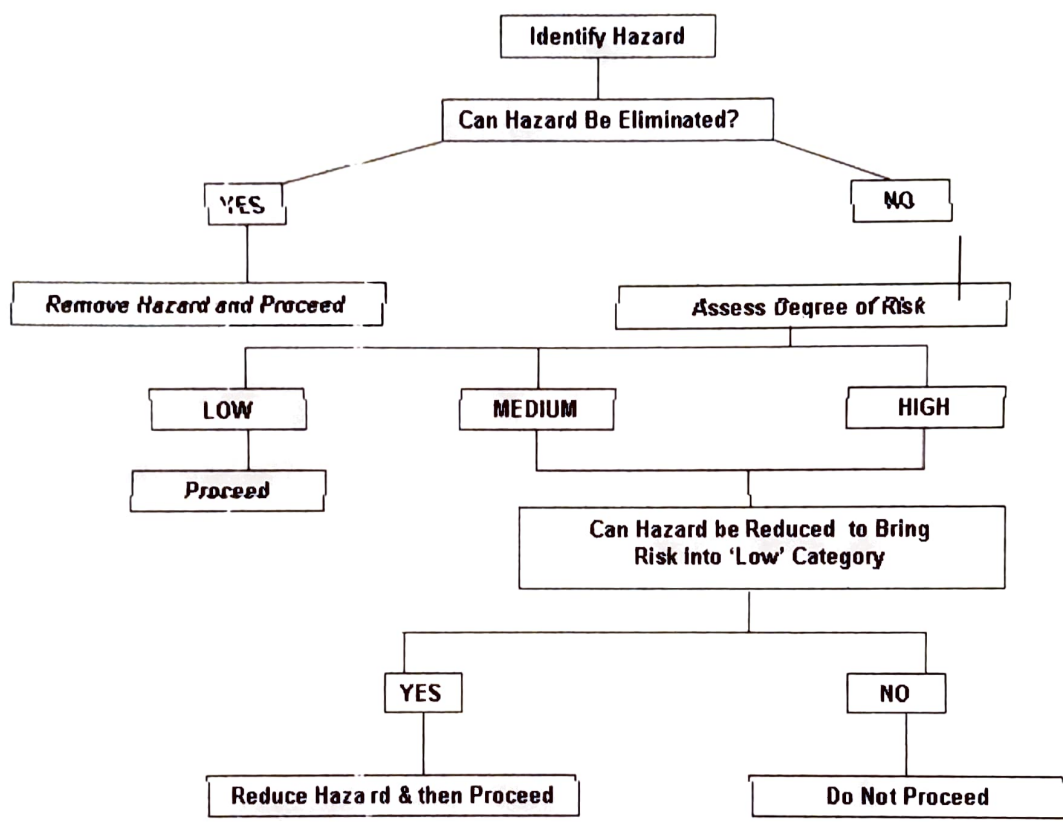 Identify Hazard
Can Hazard Be Eliminated?
YES
NO
Remove Hazard and Proceed
Assess Degree of Risk
LOW
MEDIUM
HIGH
Proceed
Can Hazard be Reduced to Bring
Risk into ‘Low’ Category
YES
NO
Reduce Hazard & then Proceed
Do Not Proceed